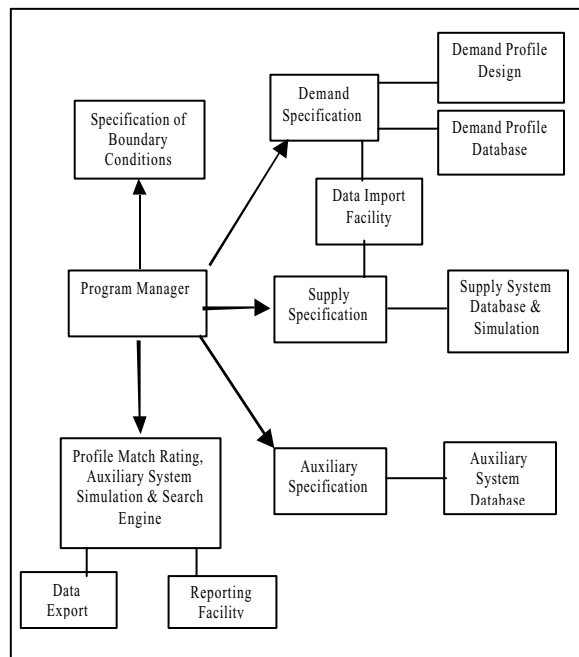 Demand Profile
Design
Demand
Specification
Specification of
Boundary
Conditions
Demand Profile
Database
Data Import
Facility
Program Manager
Supply
Specification
Supply System
Database &
Simulation
Profile Match Rating,
Auxiliary System
Simulation & Search
Engine
Auxiliary
Specification
Auxiliary
System
Database
Data
Export
Reporting
Facility